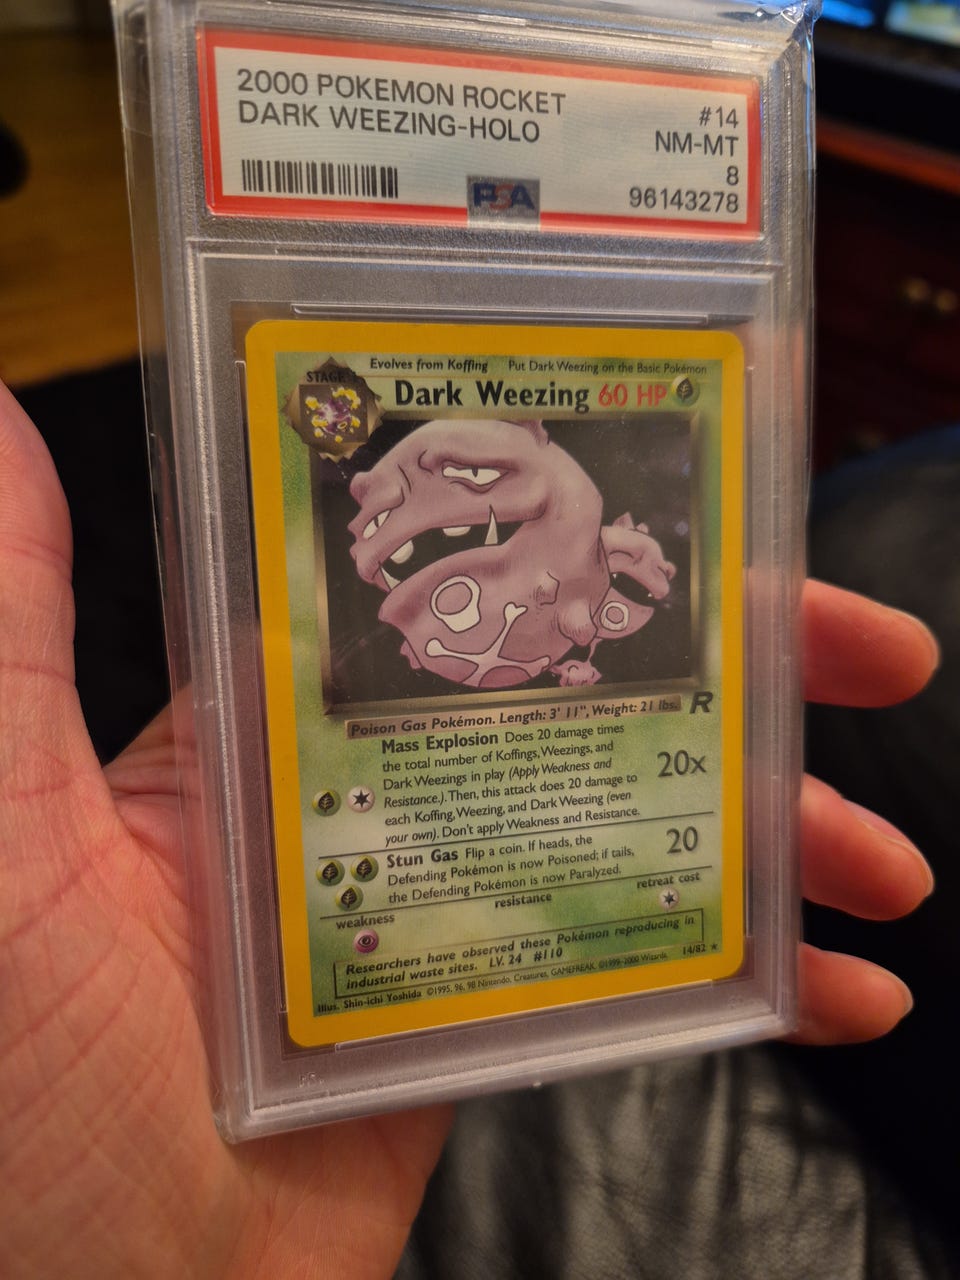 2000 POKEMON ROCKET #14
DARK WEEZING-HOLO NM-MT
8
PSA 96143278
Evolves from Koffing Put Dark Weezing on the Basic Pokémon
STAGE 1
Dark Weezing 60 HP
Poison Gas Pokémon. Length: 3' 11", Weight: 21 lbs. R
Mass Explosion Does 20 damage times
the total number of Koffings, Weezings, and
Dark Weezings in play (Apply Weakness and 20x
Resistance.). Then, this attack does 20 damage to
each Koffing, Weezing, and Dark Weezing (even
your own). Don't apply Weakness and Resistance.
Stun Gas Flip a coin. If heads, the 20
Defending Pokémon is now Poisoned; if tails,
the Defending Pokémon is now Paralyzed.
weakness resistance retreat cost
Researchers have observed these Pokémon reproducing in
industrial waste sites. LV. 24 #110
Illus. Shin-ichi Yoshida ©1995, 96, 98 Nintendo, Creatures, GAMEFREAK. ©1999-2000 Wizards. 14/82 ★